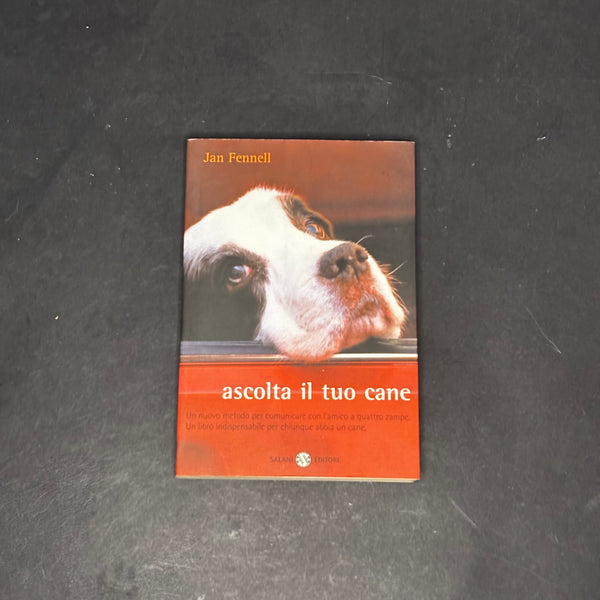 Jan Fennell
ascolta il tuo cane
Un nuovo metodo per comunicare con l'amico a quattro zampe.
Un libro indispensabile per chiunque abbia un cane.
SALANI EDITORE